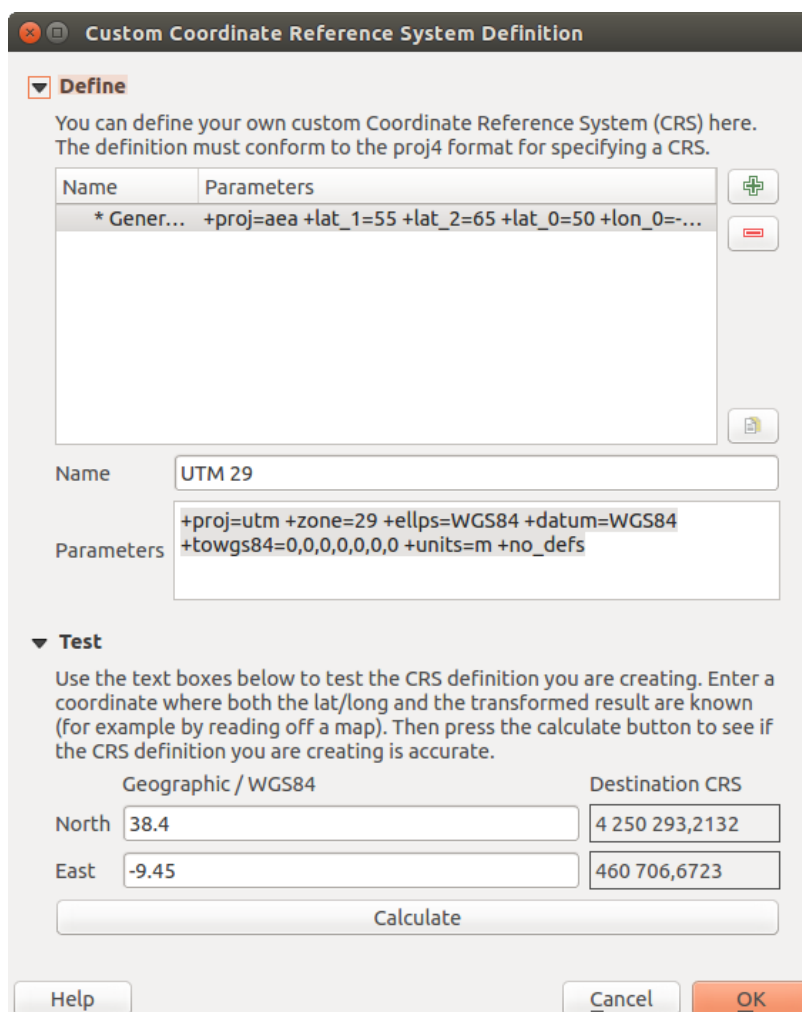 Custom Coordinate Reference System Definition
Define
You can define your own custom Coordinate Reference System (CRS) here.
The definition must conform to the proj4 format for specifying a CRS.
Name Parameters
* Gener... +proj=aea +lat_1=55 +lat_2=65 +lat_0=50 +lon_0=-...
Name UTM 29
Parameters
+proj=utm +zone=29 +ellps=WGS84 +datum=WGS84
+towgs84=0,0,0,0,0,0,0 +units=m +no_defs
Test
Use the text boxes below to test the CRS definition you are creating. Enter a
coordinate where both the lat/long and the transformed result are known
(for example by reading off a map). Then press the calculate button to see if
the CRS definition you are creating is accurate.
Geographic / WGS84 Destination CRS
North 38.4 4 250 293,2132
East -9.45 460 706,6723
Calculate
Help Cancel OK